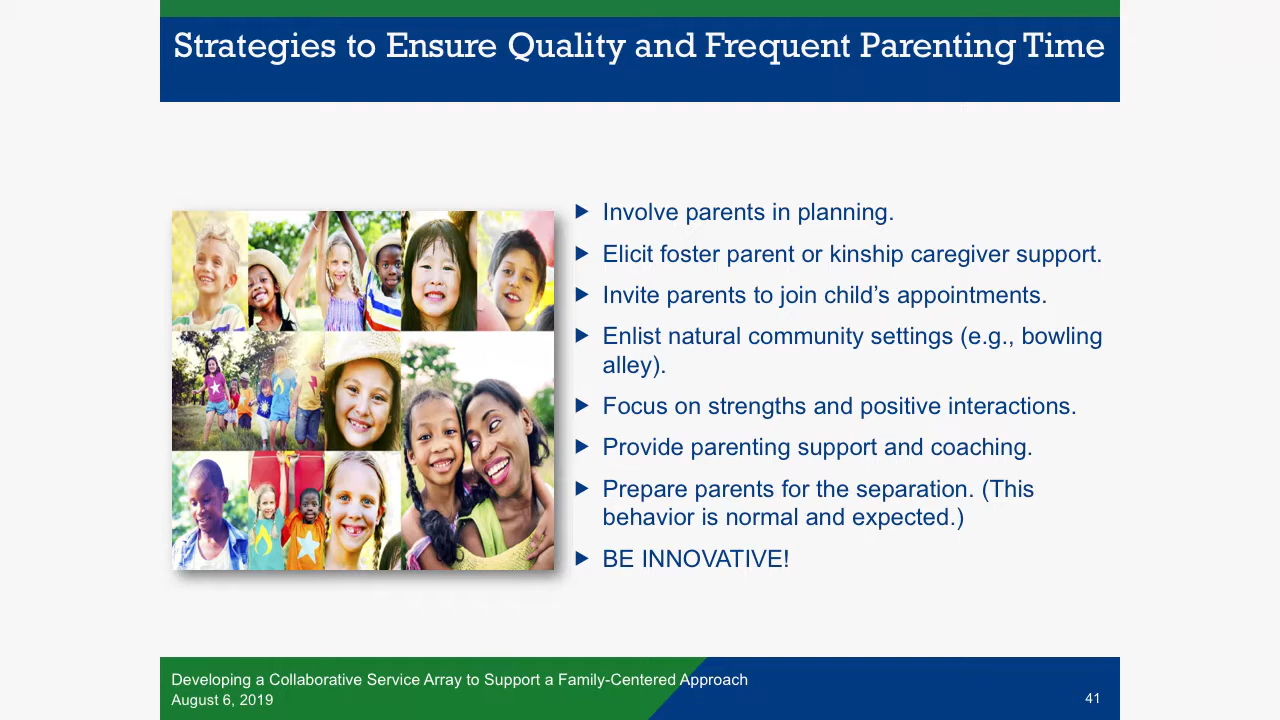 Strategies to Ensure Quality and Frequent Parenting Time
Involve parents in planning.
Elicit foster parent or kinship caregiver support.
Invite parents to join child’s appointments.
Enlist natural community settings (e.g., bowling
alley).
Focus on strengths and positive interactions.
Provide parenting support and coaching.
Prepare parents for the separation. (This
behavior is normal and expected.)
BE INNOVATIVE!
Developing a Collaborative Service Array to Support a Family-Centered Approach
August 6, 2019
41